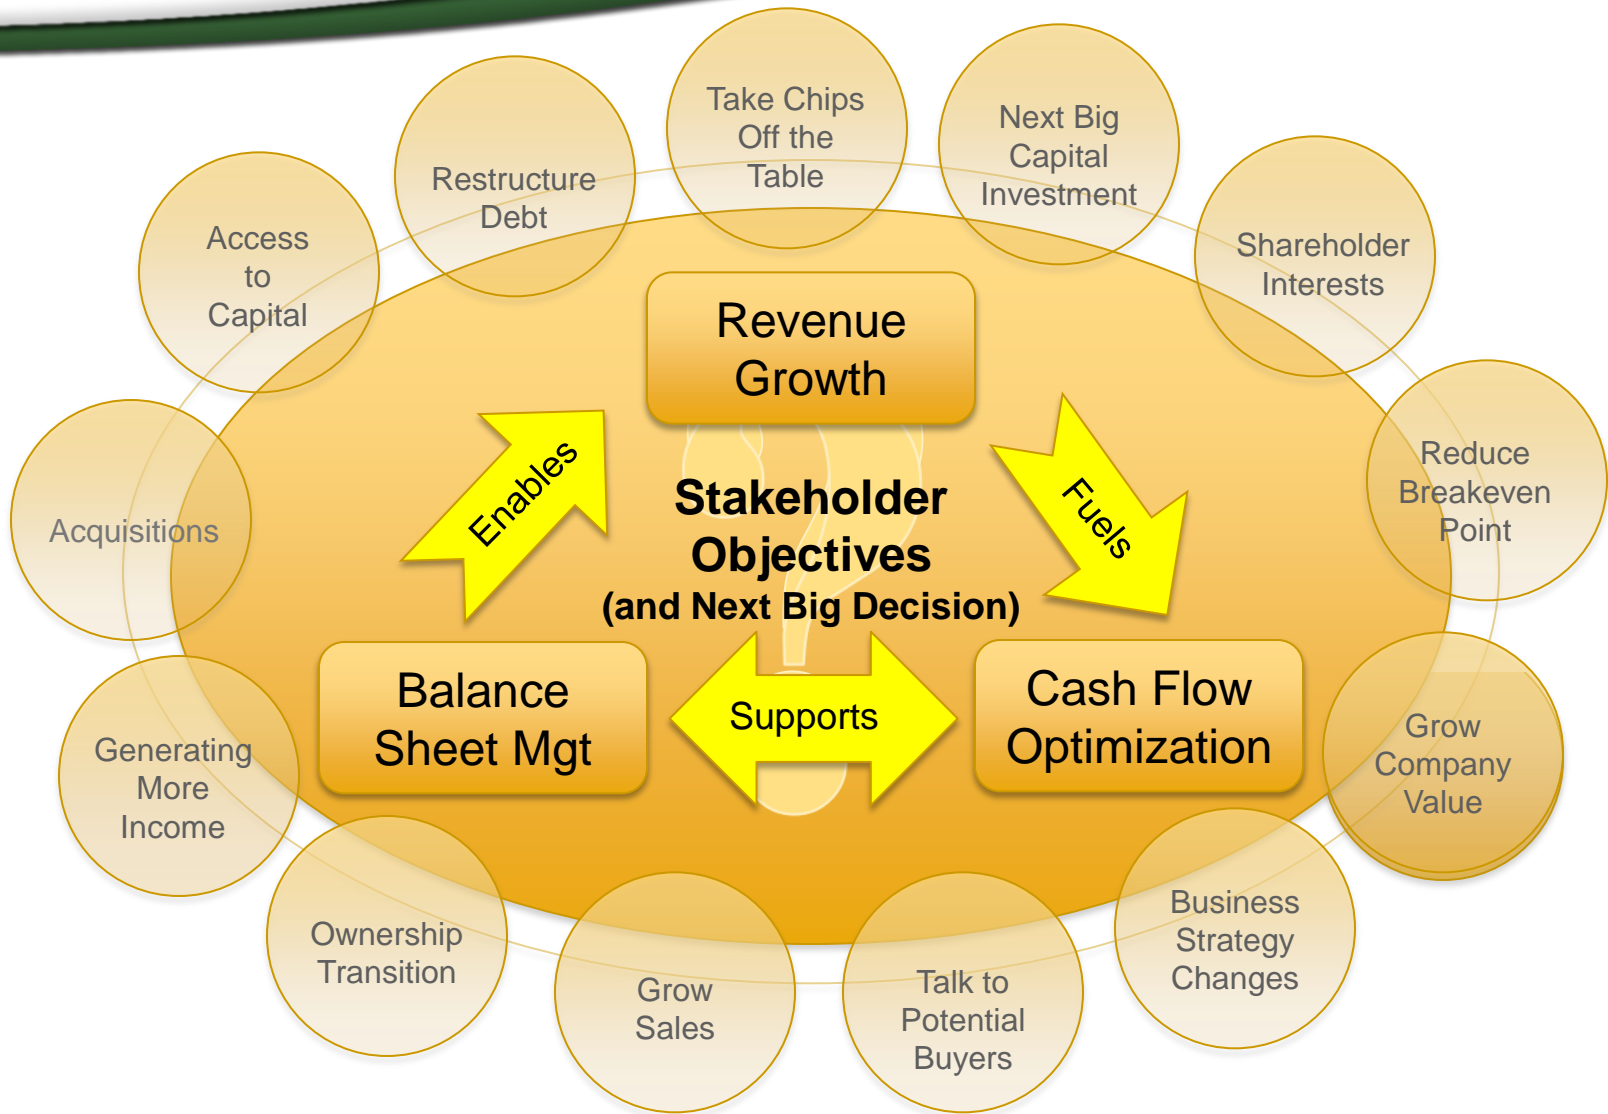 Take Chips
Off the
Table
Next Big
Capital
Investment
Restructure
Debt
Access
to
Capital
Shareholder
Interests
Revenue
Growth
Reduce
Breakeven
Point
Acquisitions
Enables
Fuels
Stakeholder
Objectives
(and Next Big Decision)
Balance
Sheet Mgt
Supports
Cash Flow
Optimization
Grow
Company
Value
Generating
More
Income
Business
Strategy
Changes
Ownership
Transition
Grow
Sales
Talk to
Potential
Buyers